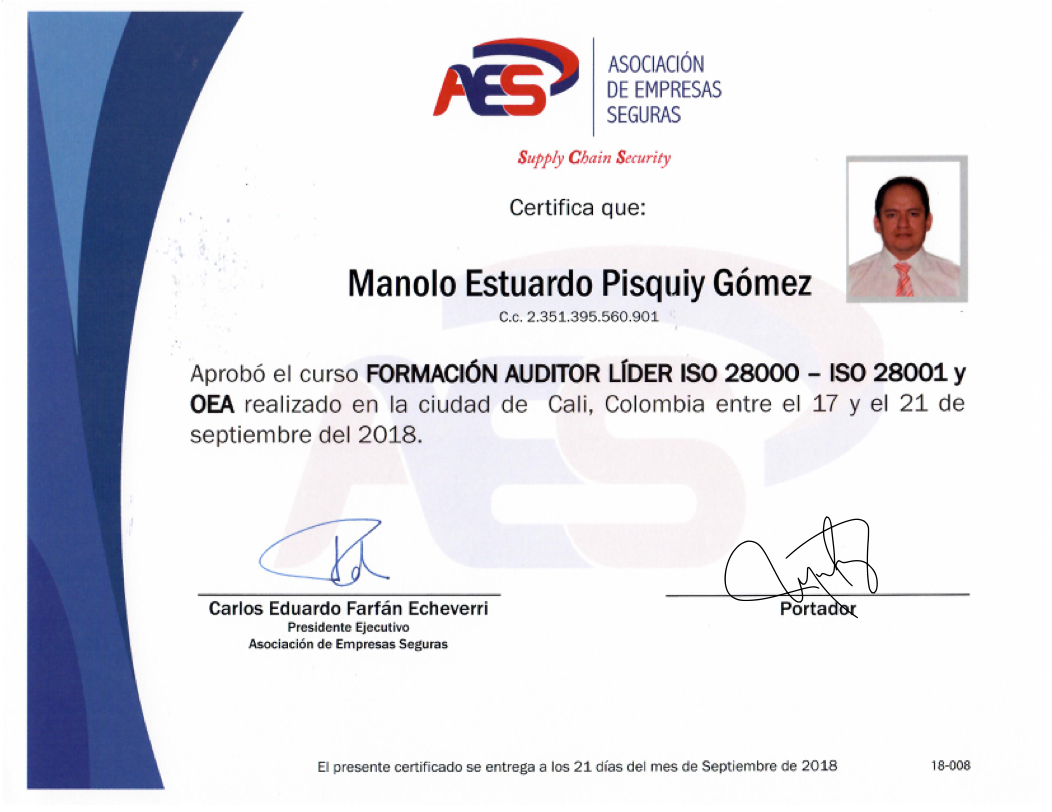 AES
ASOCIACIÓN
DE EMPRESAS
SEGURAS
Supply Chain Security
Certifica que:
Manolo Estuardo Pisquiy Gómez
C.c. 2.351.395.560.901
Aprobó el curso FORMACIÓN AUDITOR LÍDER ISO 28000 – ISO 28001 y
OEA realizado en la ciudad de Cali, Colombia entre el 17 y el 21 de
septiembre del 2018.
Carlos Eduardo Farfán Echeverri
Presidente Ejecutivo
Asociación de Empresas Seguras
Portador
El presente certificado se entrega a los 21 días del mes de Septiembre de 2018
18-008